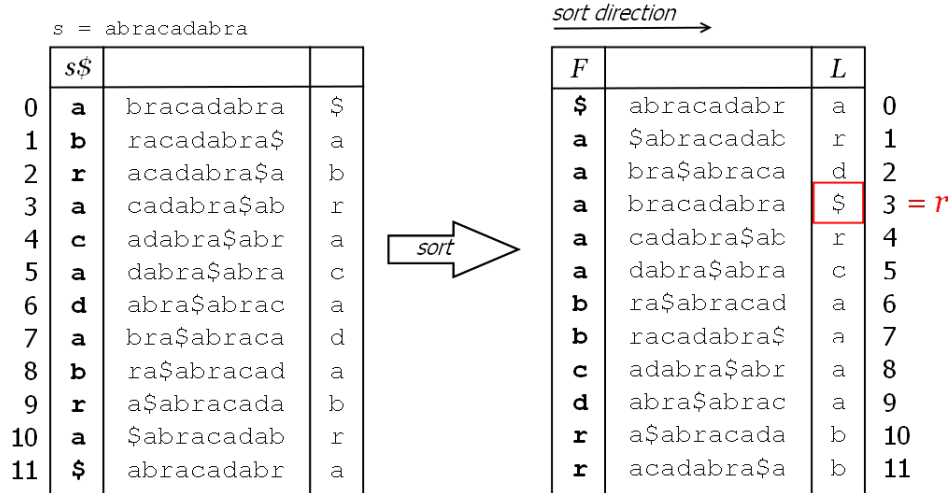 s = abracadabra
s$
0 a bracadabra $
1 b racadabra$ a
2 r acadabra$a b
3 a cadabra$ab r
4 c adabra$abr a
5 a dabra$abra c
6 d abra$abrac a
7 a bra$abraca d
8 b ra$abracad a
9 r a$abracada b
10 a $abracadab r
11 $ abracadabr a
sort
sort direction
F L
$ abracadabr a 0
a $abracadab r 1
a bra$abraca d 2
a bracadabra $ 3 = r
a cadabra$ab r 4
a dabra$abra c 5
b ra$abracad a 6
b racadabra$ a 7
c adabra$abr a 8
d abra$abrac a 9
r a$abracada b 10
r acadabra$a b 11